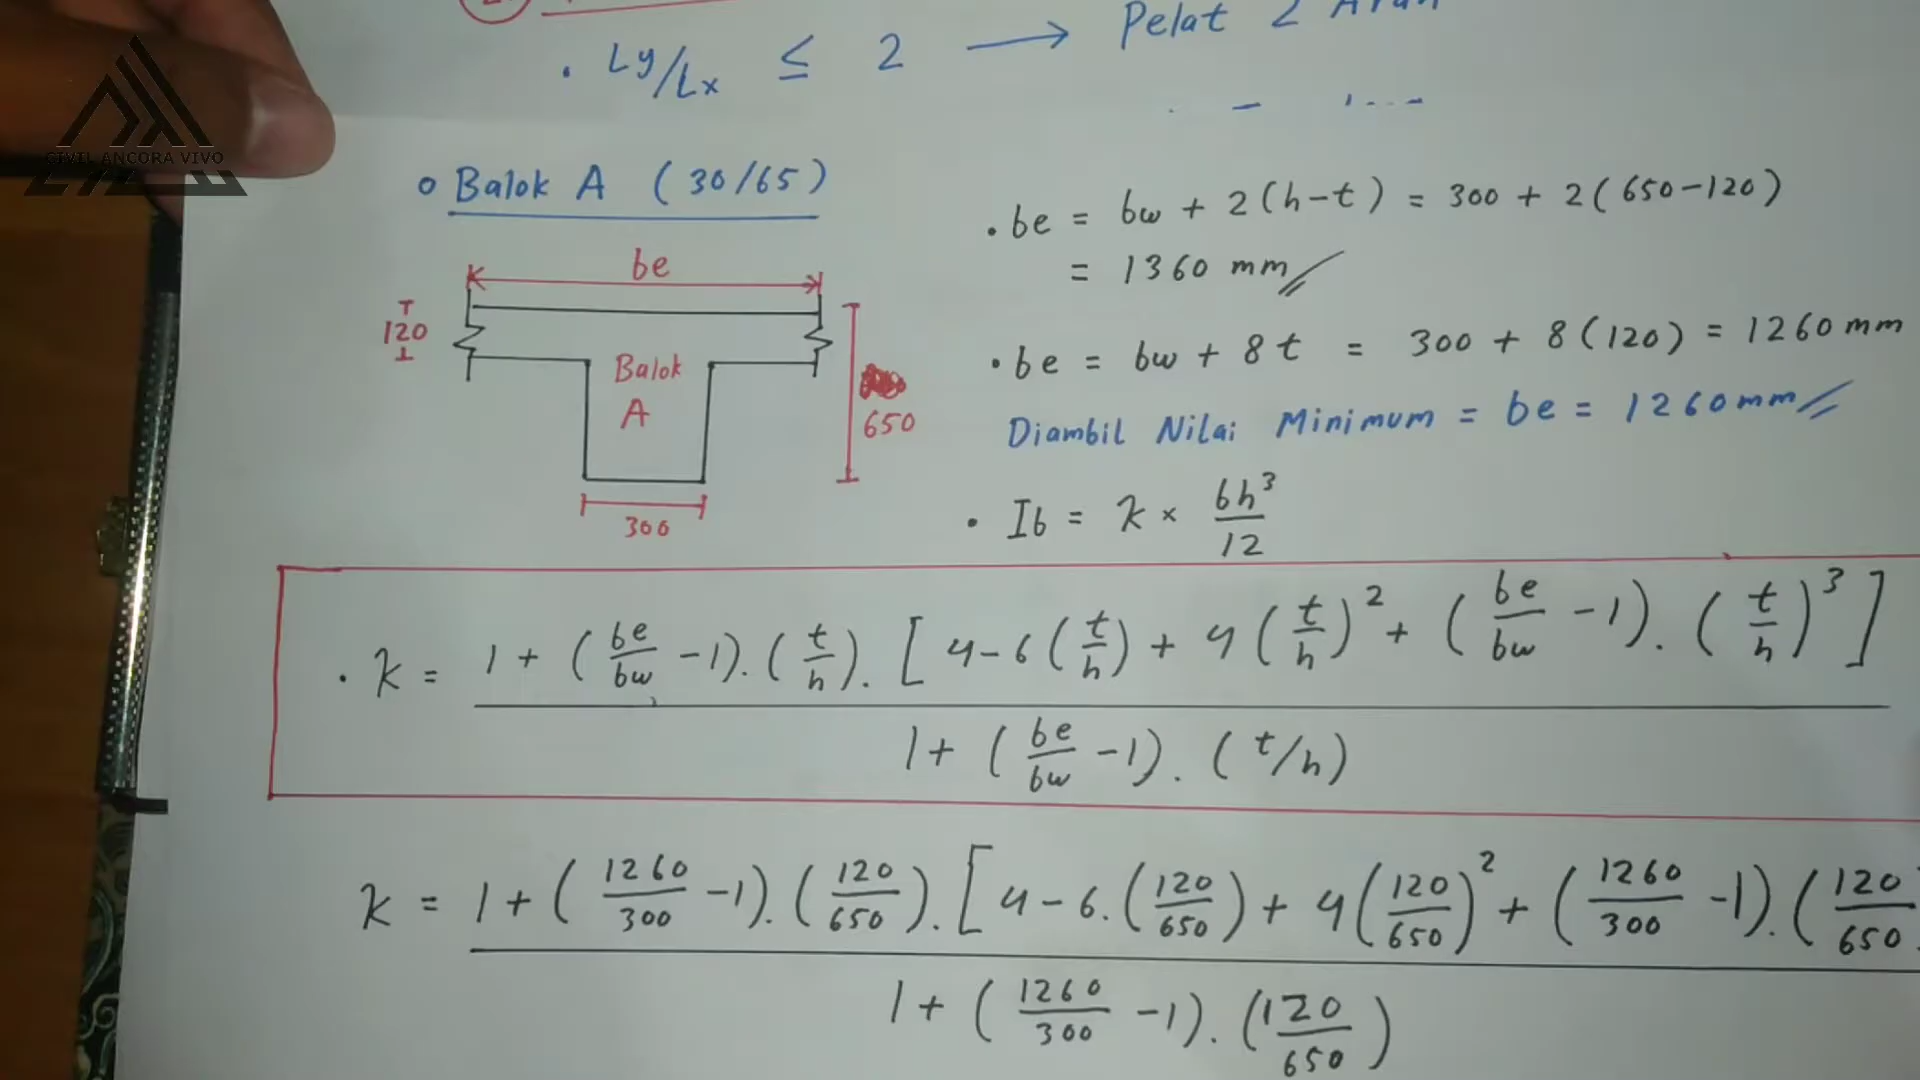 2.
• Ly/Lx ≤ 2 → Pelat 2 Arah
CIVIL ANCORA VIVO
o Balok A (30/65)
be
120
Balok
A
650
300
• be = bw + 2(h-t) = 300 + 2(650-120)
= 1360 mm //
• be = bw + 8t = 300 + 8(120) = 1260 mm
Diambil Nilai Minimum = be = 1260 mm //
• Ib = K × bh³/12
• K = 1 + (be/bw - 1).(t/h).[4-6(t/h) + 4(t/h)² + (be/bw - 1).(t/h)³]
1 + (be/bw - 1).(t/h)
K = 1 + (1260/300 - 1).(120/650).[4-6.(120/650) + 4(120/650)² + (1260/300 - 1).(120/650
1 + (1260/300 - 1).(120/650)